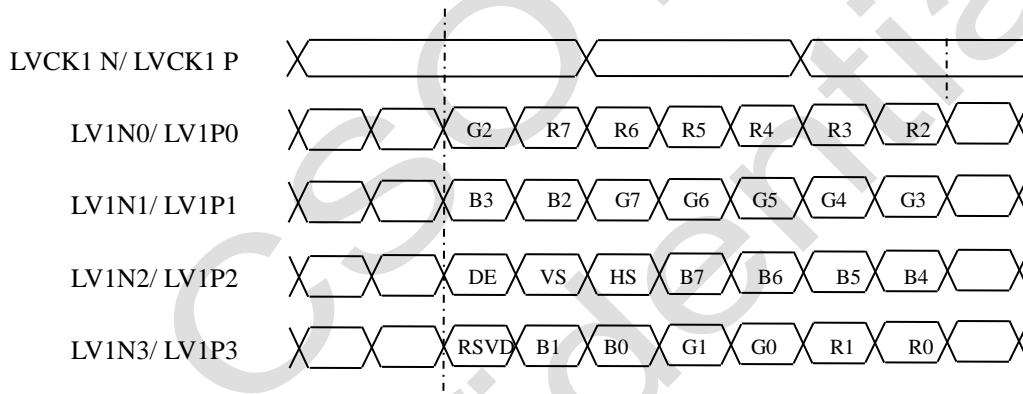 LVCK1 N/ LVCK1 P
LV1N0/ LV1P0 G2 R7 R6 R5 R4 R3 R2
LV1N1/ LV1P1 B3 B2 G7 G6 G5 G4 G3
LV1N2/ LV1P2 DE VS HS B7 B6 B5 B4
LV1N3/ LV1P3 RSVD B1 B0 G1 G0 R1 R0